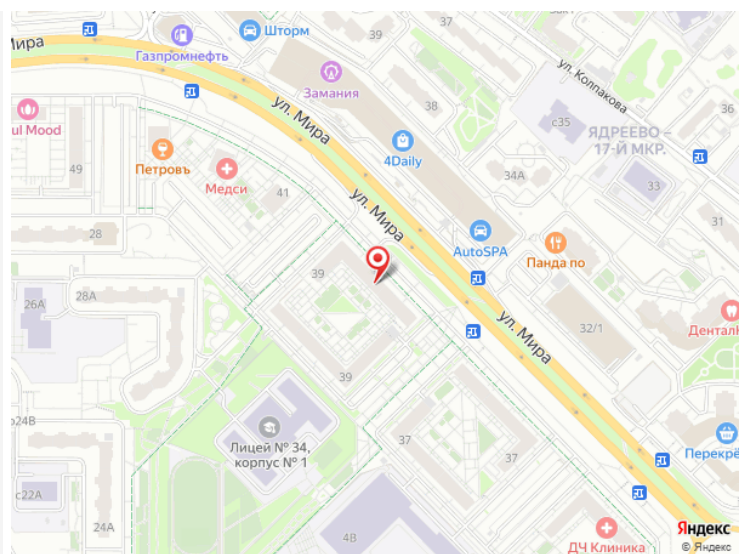 Мира
Газпромнефть
Шторм
39
35к1
Замания
ул. Колпакова
38
с35
ЯДРЕЕВО –
17-Й МКР.
36
ul Mood
ул. Мира
4Daily
Петровъ
49
Медси
41
34А
33
31
ул. Мира
28
AutoSPA
Панда по
39
28А
26А
ул. Мира
32/1
ДенталН
39
24В
Лицей № 34,
корпус № 1
37
37
Перекрё
с22А
24А
4В
ДЧ Клиника
Яндекс
© Яндекс